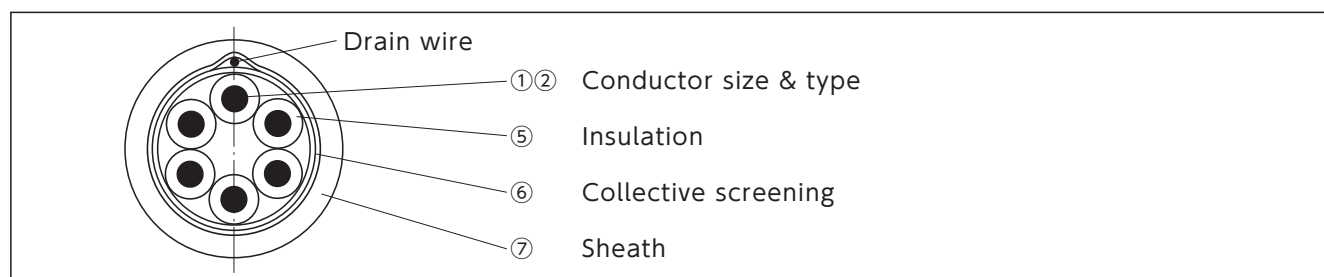 Drain wire
①② Conductor size & type
⑤ Insulation
⑥ Collective screening
⑦ Sheath